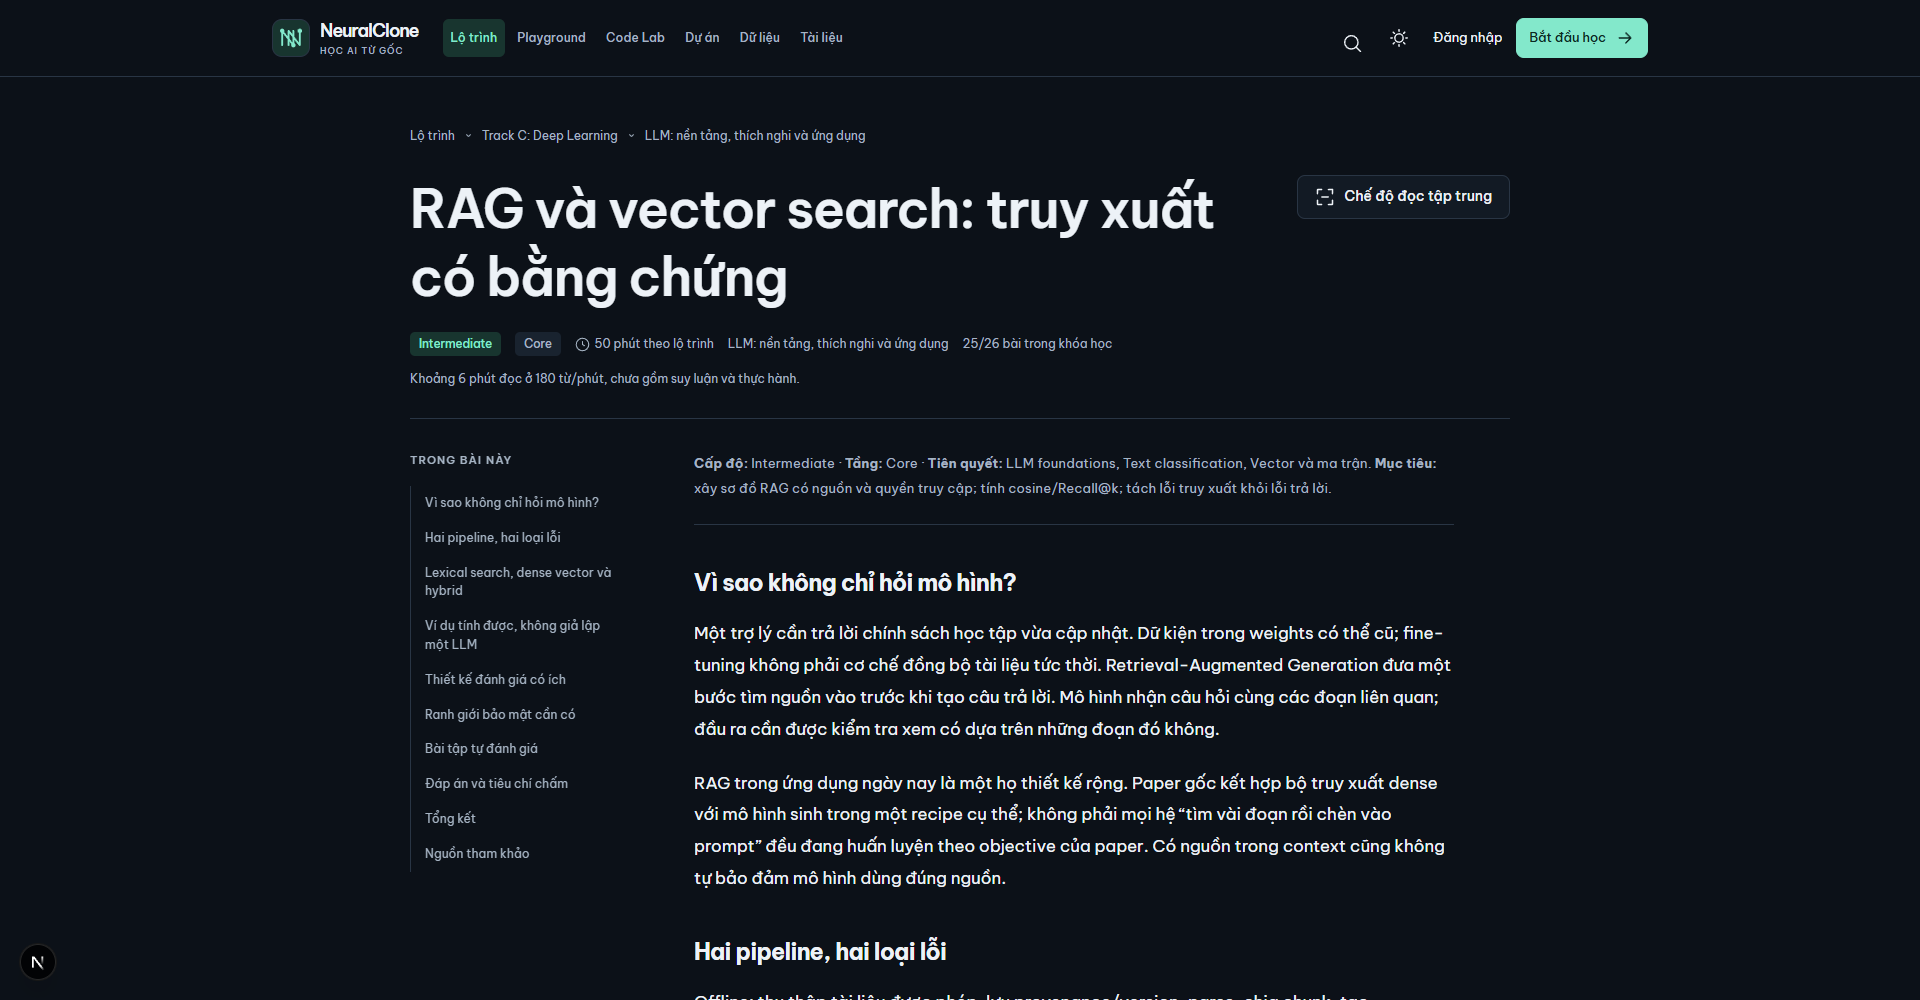 NeuralClone
HỌC AI TỪ GỐC
Lộ trình
Playground
Code Lab
Dự án
Dữ liệu
Tài liệu
Đăng nhập
Bắt đầu học
Lộ trình
Track C: Deep Learning
LLM: nền tảng, thích nghi và ứng dụng
RAG và vector search: truy xuất
có bằng chứng
Chế độ đọc tập trung
Intermediate
Core
50 phút theo lộ trình
LLM: nền tảng, thích nghi và ứng dụng
25/26 bài trong khóa học
Khoảng 6 phút đọc ở 180 từ/phút, chưa gồm suy luận và thực hành.
TRONG BÀI NÀY
Vì sao không chỉ hỏi mô hình?
Hai pipeline, hai loại lỗi
Lexical search, dense vector và
hybrid
Ví dụ tính được, không giả lập
một LLM
Thiết kế đánh giá có ích
Ranh giới bảo mật cần có
Bài tập tự đánh giá
Đáp án và tiêu chí chấm
Tổng kết
Nguồn tham khảo
Cấp độ: Intermediate · Tầng: Core · Tiên quyết: LLM foundations, Text classification, Vector và ma trận. Mục tiêu:
xây sơ đồ RAG có nguồn và quyền truy cập; tính cosine/Recall@k; tách lỗi truy xuất khỏi lỗi trả lời.
Vì sao không chỉ hỏi mô hình?
Một trợ lý cần trả lời chính sách học tập vừa cập nhật. Dữ kiện trong weights có thể cũ; fine-
tuning không phải cơ chế đồng bộ tài liệu tức thời. Retrieval-Augmented Generation đưa một
bước tìm nguồn vào trước khi tạo câu trả lời. Mô hình nhận câu hỏi cùng các đoạn liên quan;
đầu ra cần được kiểm tra xem có dựa trên những đoạn đó không.
RAG trong ứng dụng ngày nay là một họ thiết kế rộng. Paper gốc kết hợp bộ truy xuất dense
với mô hình sinh trong một recipe cụ thể; không phải mọi hệ “tìm vài đoạn rồi chèn vào
prompt” đều đang huấn luyện theo objective của paper. Có nguồn trong context cũng không
tự bảo đảm mô hình dùng đúng nguồn.
Hai pipeline, hai loại lỗi
Offline: thu thập tài liệu được phép, lưu provenance/version, parse, chia chunk, tạo